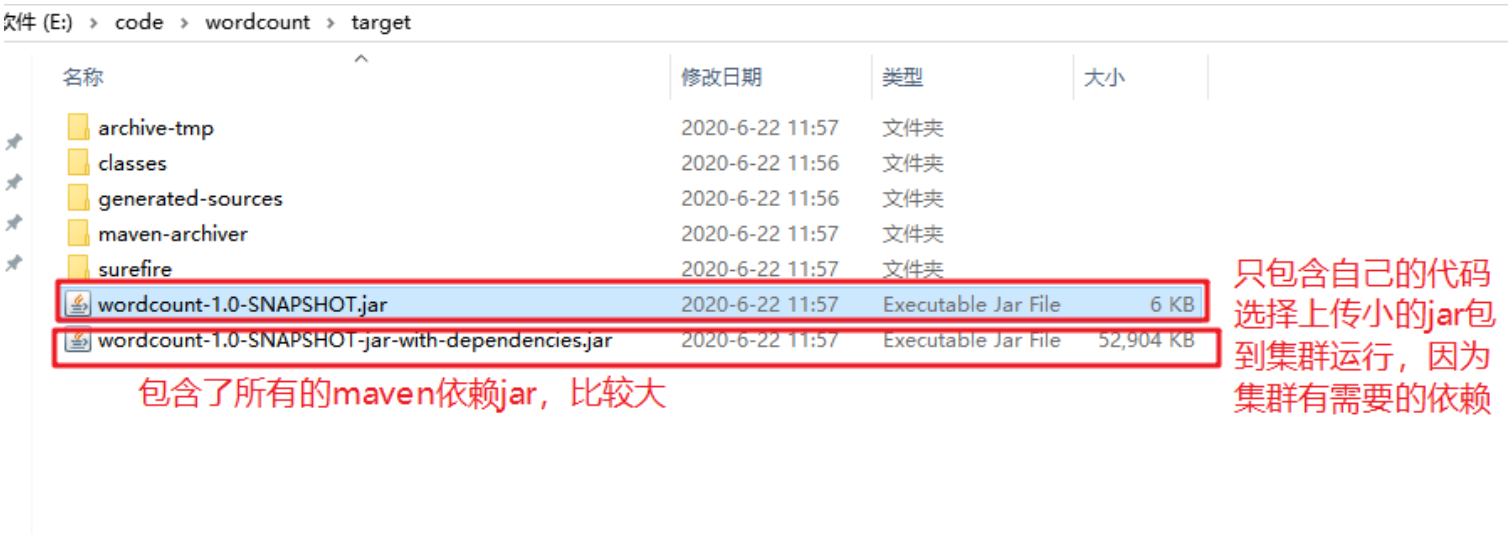 软件 (E:) › code › wordcount › target
名称 修改日期 类型 大小
archive-tmp 2020-6-22 11:57 文件夹
classes 2020-6-22 11:56 文件夹
generated-sources 2020-6-22 11:56 文件夹
maven-archiver 2020-6-22 11:57 文件夹
surefire 2020-6-22 11:57 文件夹
wordcount-1.0-SNAPSHOT.jar 2020-6-22 11:57 Executable Jar File 6 KB
wordcount-1.0-SNAPSHOT-jar-with-dependencies.jar 2020-6-22 11:57 Executable Jar File 52,904 KB
只包含自己的代码
选择上传小的jar包
到集群运行，因为
集群有需要的依赖
包含了所有的maven依赖jar，比较大